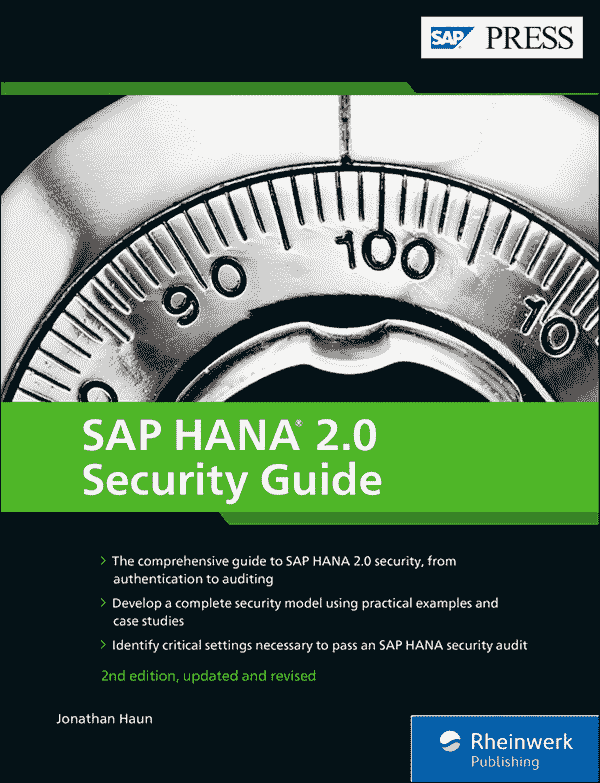 SAP PRESS
90
100
10
0
SAP HANA® 2.0
Security Guide
> The comprehensive guide to SAP HANA 2.0 security, from
authentication to auditing
> Develop a complete security model using practical examples and
case studies
> Identify critical settings necessary to pass an SAP HANA security audit
2nd edition, updated and revised
Jonathan Haun
Rheinwerk
Publishing